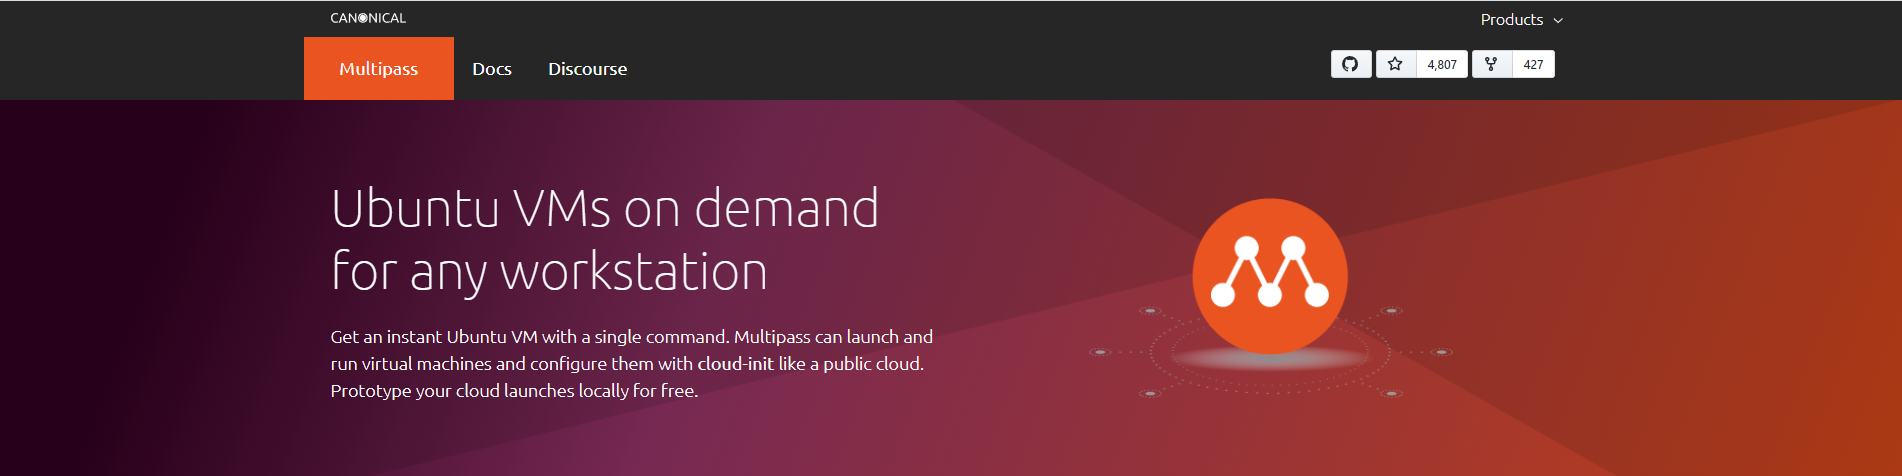 CANONICAL
Products
Multipass
Docs
Discourse
4,807
427
Ubuntu VMs on demand
for any workstation
Get an instant Ubuntu VM with a single command. Multipass can launch and
run virtual machines and configure them with cloud-init like a public cloud.
Prototype your cloud launches locally for free.